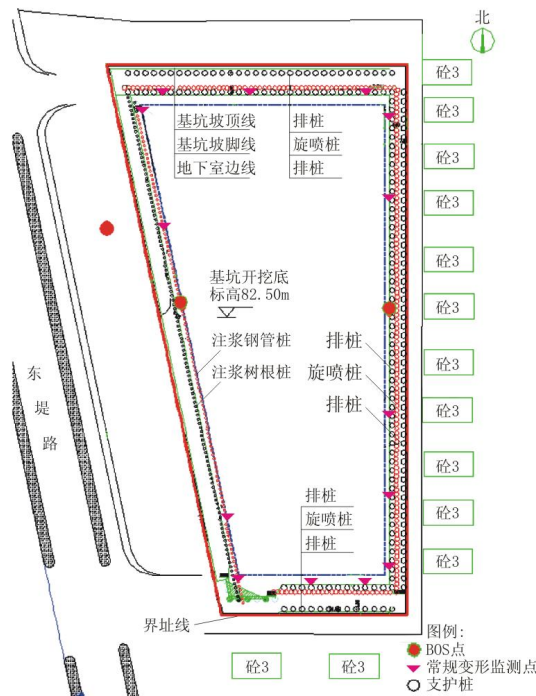 北
砼3
砼3
砼3
砼3
砼3
砼3
砼3
砼3
砼3
砼3
砼3
基坑坡顶线
基坑坡脚线
地下室边线
排桩
旋喷桩
排桩
基坑开挖底
标高82.50m
注浆钢管桩
注浆树根桩
排桩
旋喷桩
排桩
东堤路
排桩
旋喷桩
排桩
界址线
砼3
砼3
图例:
BOS点
常规变形监测点
支护桩